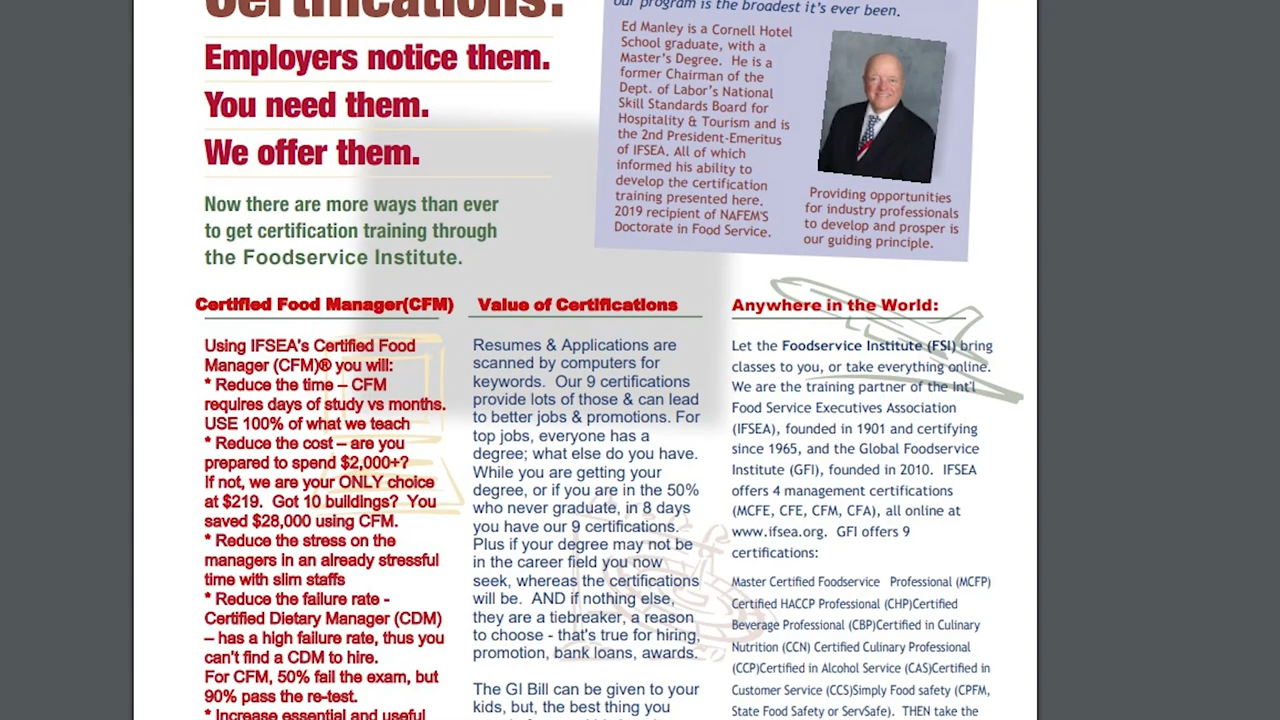 Certifications:
Employers notice them.
You need them.
We offer them.
Now there are more ways than ever
to get certification training through
the Foodservice Institute.
our program is the broadest it's ever been.
Ed Manley is a Cornell Hotel
School graduate, with a
Master's Degree. He is a
former Chairman of the
Dept. of Labor's National
Skill Standards Board for
Hospitality & Tourism and is
the 2nd President-Emeritus
of IFSEA. All of which
informed his ability to
develop the certification
training presented here.
2019 recipient of NAFEM'S
Doctorate in Food Service.
Providing opportunities
for industry professionals
to develop and prosper is
our guiding principle.
Certified Food Manager(CFM)
Using IFSEA's Certified Food
Manager (CFM)® you will:
* Reduce the time – CFM
requires days of study vs months.
USE 100% of what we teach
* Reduce the cost – are you
prepared to spend $2,000+?
If not, we are your ONLY choice
at $219. Got 10 buildings? You
saved $28,000 using CFM.
* Reduce the stress on the
managers in an already stressful
time with slim staffs
* Reduce the failure rate -
Certified Dietary Manager (CDM)
– has a high failure rate, thus you
can't find a CDM to hire.
For CFM, 50% fail the exam, but
90% pass the re-test.
* Increase essential and useful
Value of Certifications
Resumes & Applications are
scanned by computers for
keywords. Our 9 certifications
provide lots of those & can lead
to better jobs & promotions. For
top jobs, everyone has a
degree; what else do you have.
While you are getting your
degree, or if you are in the 50%
who never graduate, in 8 days
you have our 9 certifications.
Plus if your degree may not be
in the career field you now
seek, whereas the certifications
will be. AND if nothing else,
they are a tiebreaker, a reason
to choose - that's true for hiring,
promotion, bank loans, awards.
The GI Bill can be given to your
kids, but, the best thing you
Anywhere in the World:
Let the Foodservice Institute (FSI) bring
classes to you, or take everything online.
We are the training partner of the Int'l
Food Service Executives Association
(IFSEA), founded in 1901 and certifying
since 1965, and the Global Foodservice
Institute (GFI), founded in 2010. IFSEA
offers 4 management certifications
(MCFE, CFE, CFM, CFA), all online at
www.ifsea.org. GFI offers 9
certifications:
Master Certified Foodservice Professional (MCFP)
Certified HACCP Professional (CHP)Certified
Beverage Professional (CBP)Certified in Culinary
Nutrition (CCN) Certified Culinary Professional
(CCP)Certified in Alcohol Service (CAS)Certified in
Customer Service (CCS)Simply Food safety (CPFM,
State Food Safety or ServSafe). THEN take the